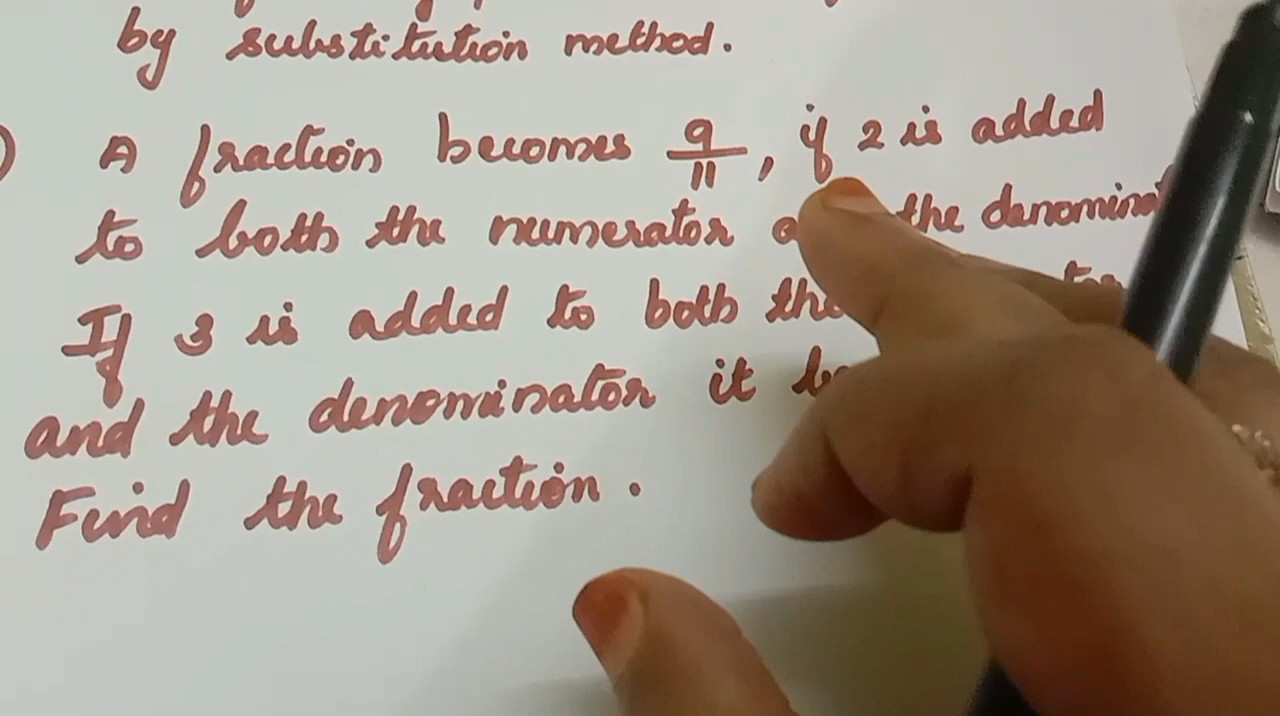 by substitution method.
) A fraction becomes 9/11, if 2 is added
to both the numerator the
If 3 is added to both
and the denominator it
Find the fraction.